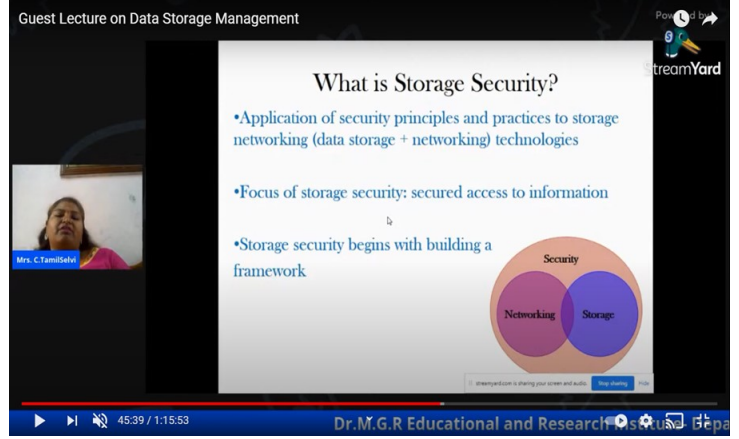 Guest Lecture on Data Storage Management
Powered by
StreamYard
What is Storage Security?
•Application of security principles and practices to storage
networking (data storage + networking) technologies
•Focus of storage security: secured access to information
•Storage security begins with building a
framework
Security
Networking Storage
Mrs. C.TamilSelvi
streamyard.com is sharing your screen and audio. Stop sharing Hide
45:39 / 1:15:53
Dr.M.G.R Educational and Research